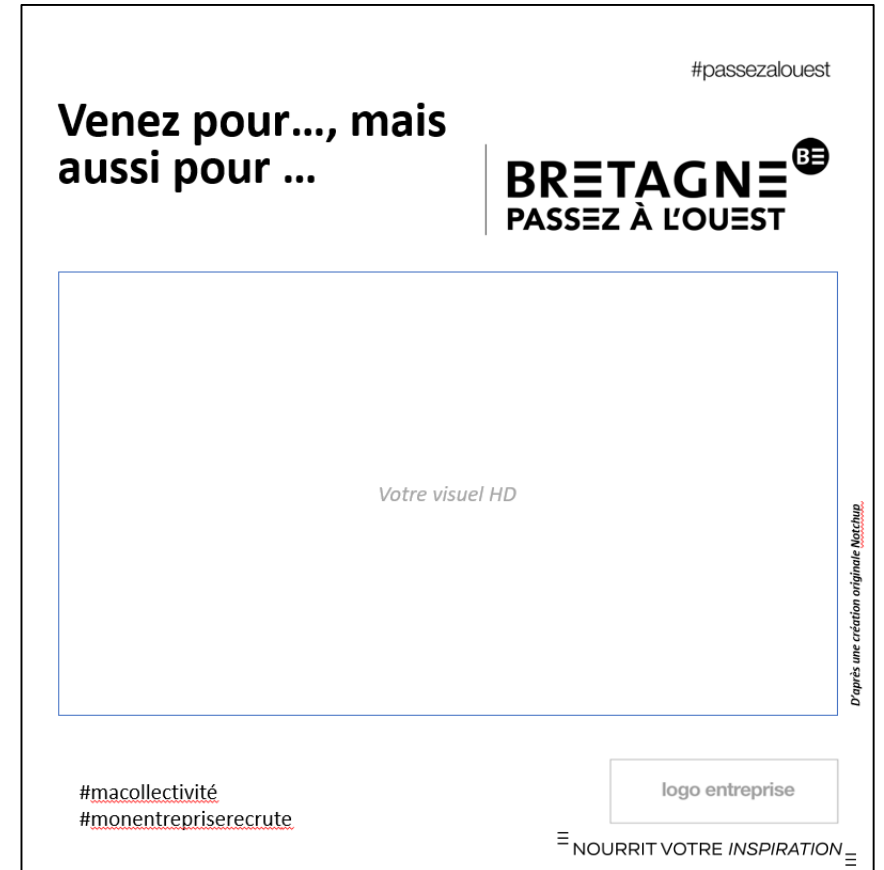 #passezalouest
Venez pour…, mais
aussi pour …
BRETAGNE BE
PASSEZ À L'OUEST
Votre visuel HD
D'après une création originale Notchup
#macollectivité
#monentrepriserecrute
logo entreprise
NOURRIT VOTRE INSPIRATION